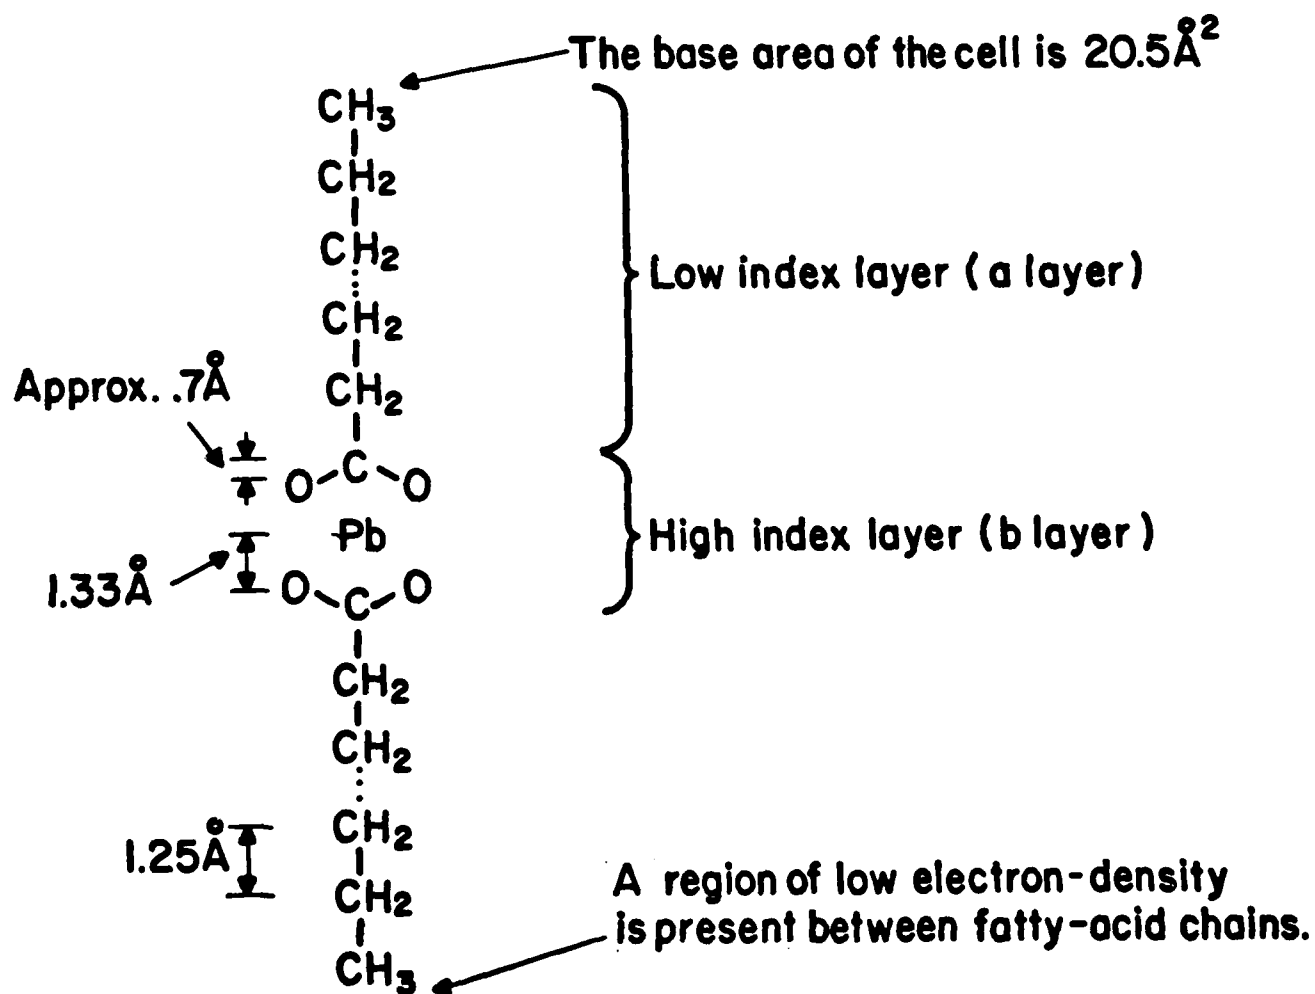 The base area of the cell is 20.5Å²
CH₃
CH₂
CH₂
CH₂
Low index layer (a layer)
CH₂
Approx. .7Å
O C O
Pb
High index layer (b layer)
1.33Å
O C O
CH₂
CH₂
CH₂
1.25Å
CH₂
A region of low electron-density
is present between fatty-acid chains.
CH₃